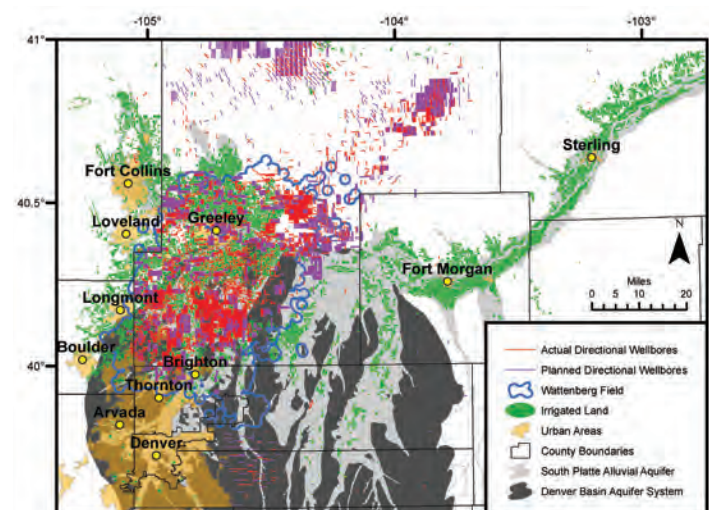 -105° -104° -103°
41°
Sterling
Fort Collins
40.5°
Loveland Greeley
N
Fort Morgan
Miles
Longmont
0 5 10 20
Boulder
40°
Brighton
Thornton
Arvada
Denver
Actual Directional Wellbores
Planned Directional Wellbores
Wattenberg Field
Irrigated Land
Urban Areas
County Boundaries
South Platte Alluvial Aquifer
Denver Basin Aquifer System